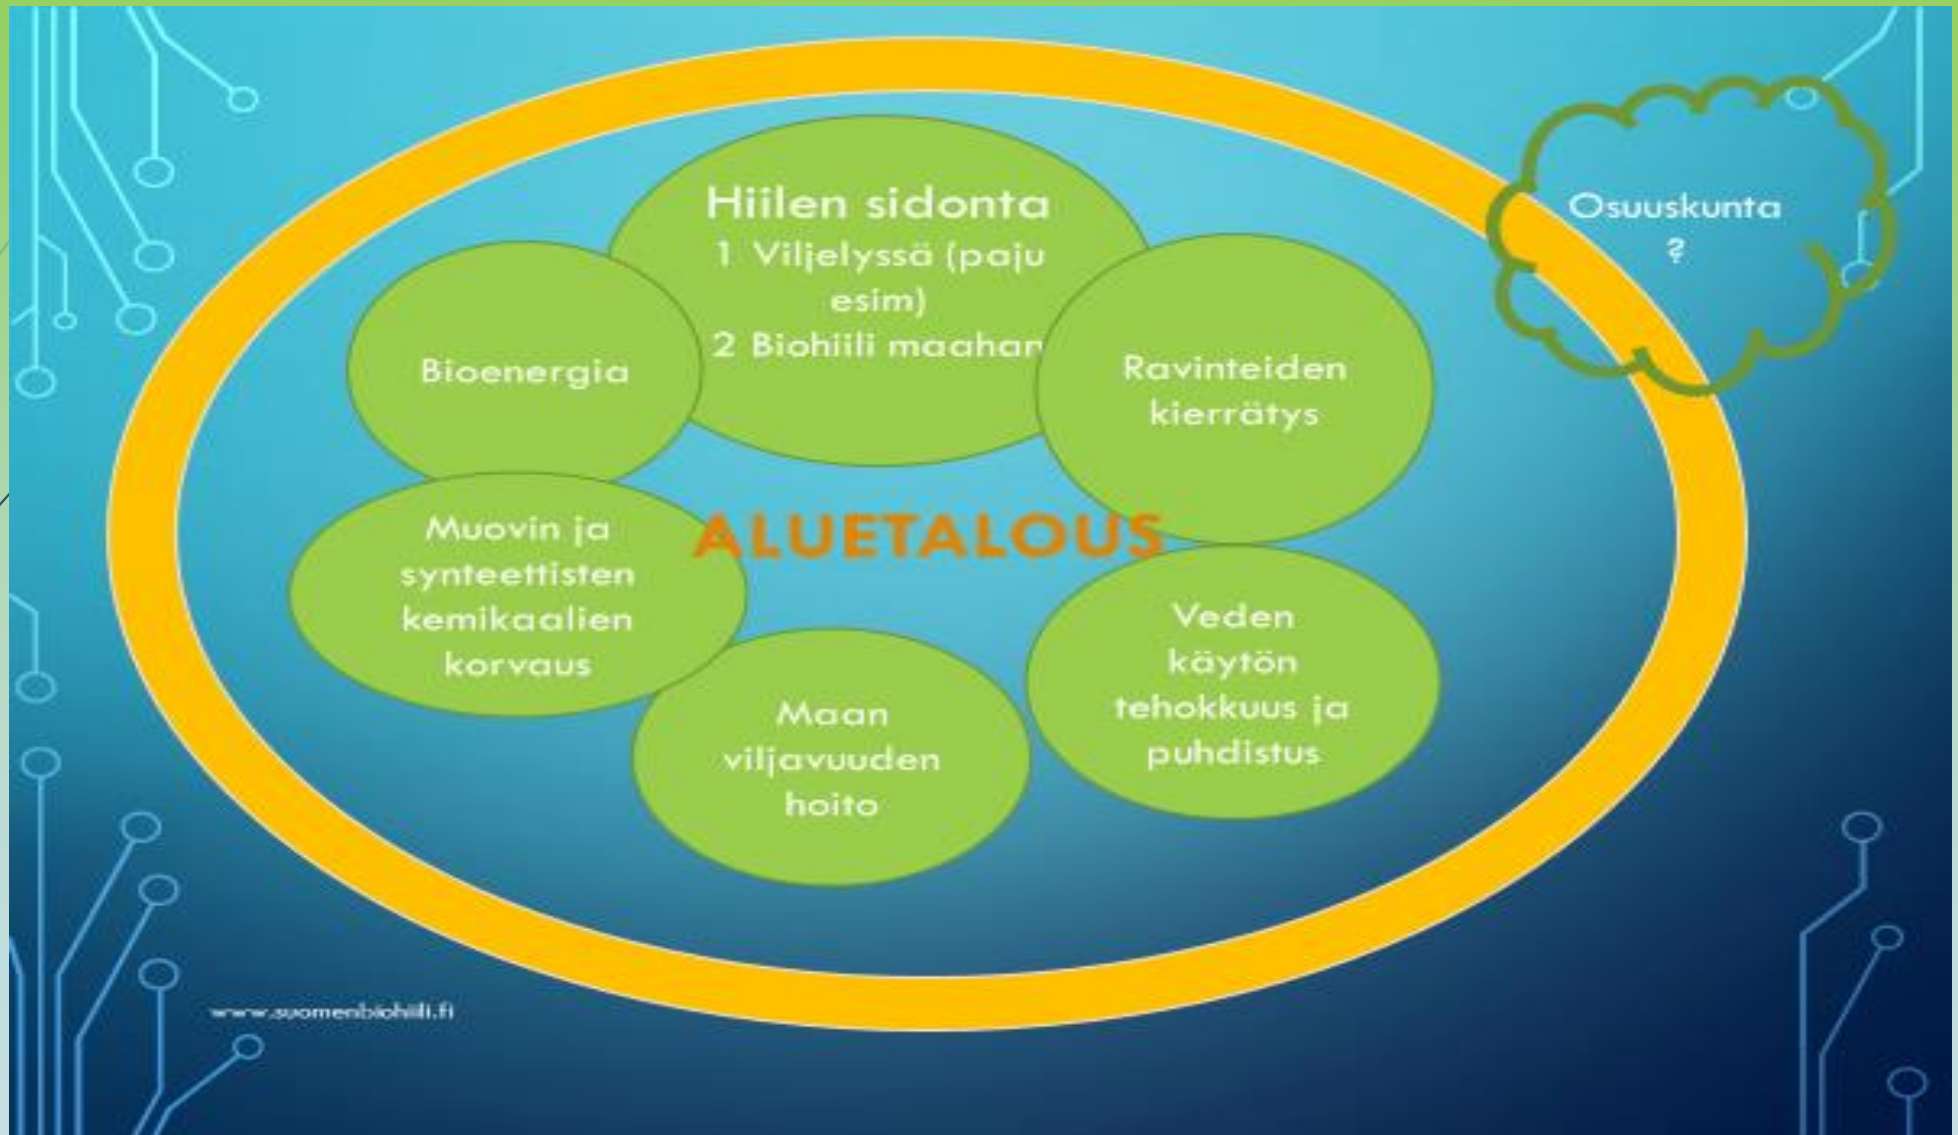 Hiilen sidonta
1 Viljelyssä (paju
esim)
2 Biohiili maahan
Osuuskunta
?
Bioenergia
Ravinteiden
kierrätys
ALUETALOUS
Muovin ja
synteettisten
kemikaalien
korvaus
Veden
käytön
tehokkuus ja
puhdistus
Maan
viljavuuden
hoito
www.suomenbiohiili.fi